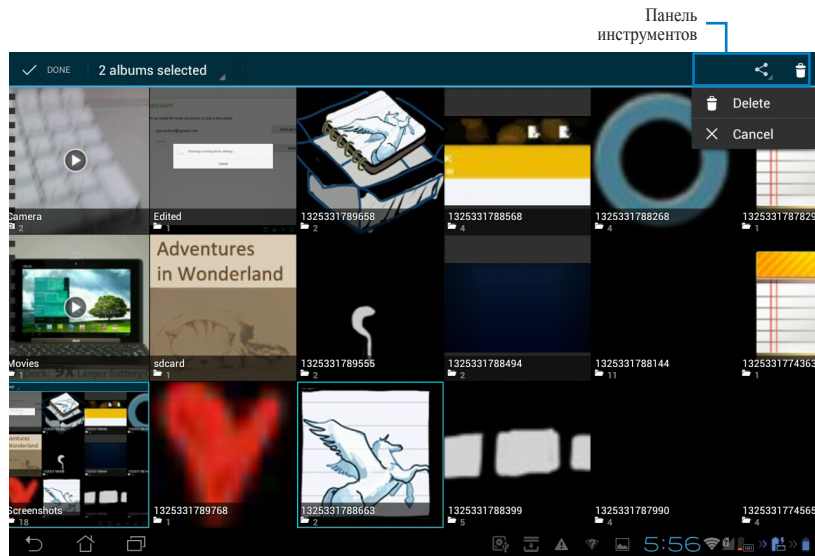 Панель
инструментов
DONE
2 albums selected
Delete
Cancel
Camera
2
Edited
1
1325331789658
2
1325331788568
4
1325331788268
4
132533178782
1
Adventures
in Wonderland
Movies
1
sdcard
1
1325331789555
2
1325331788494
2
1325331788144
11
1325331774363
1
Screenshots
18
1325331789768
1
1325331788663
2
1325331788399
5
1325331787990
4
1325331774565
4
5:56